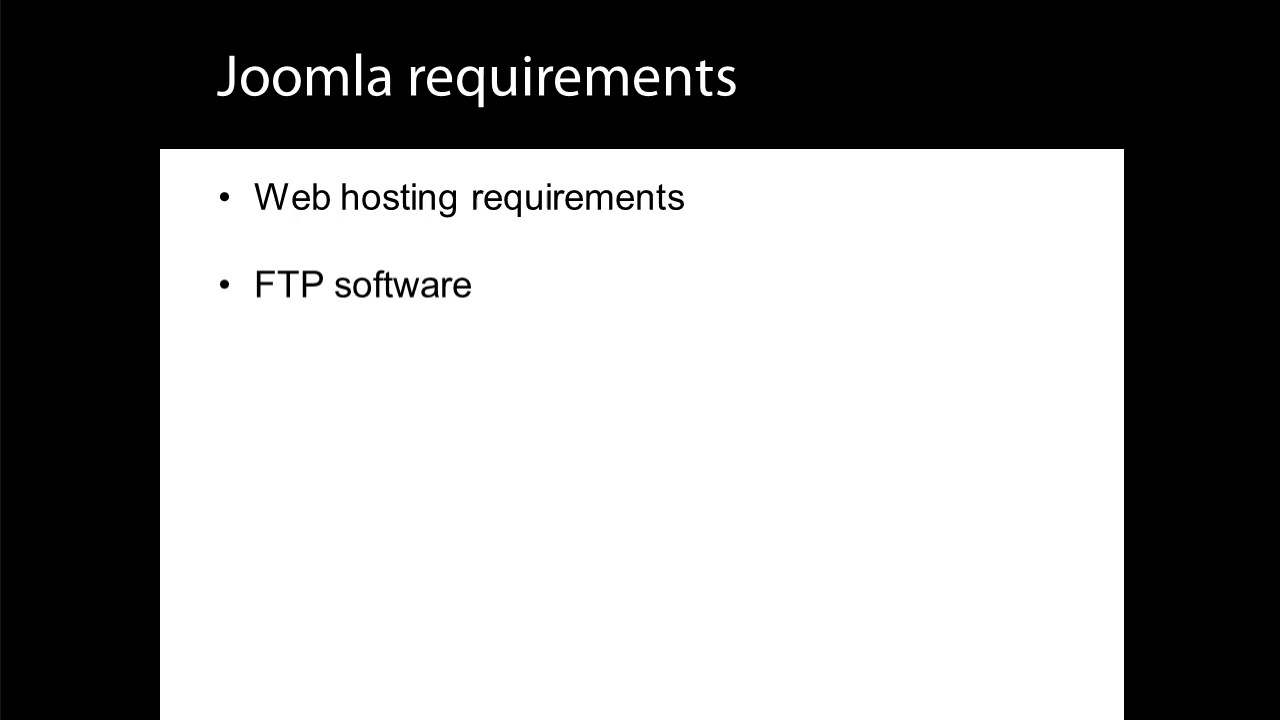 Joomla requirements
• Web hosting requirements
• FTP software